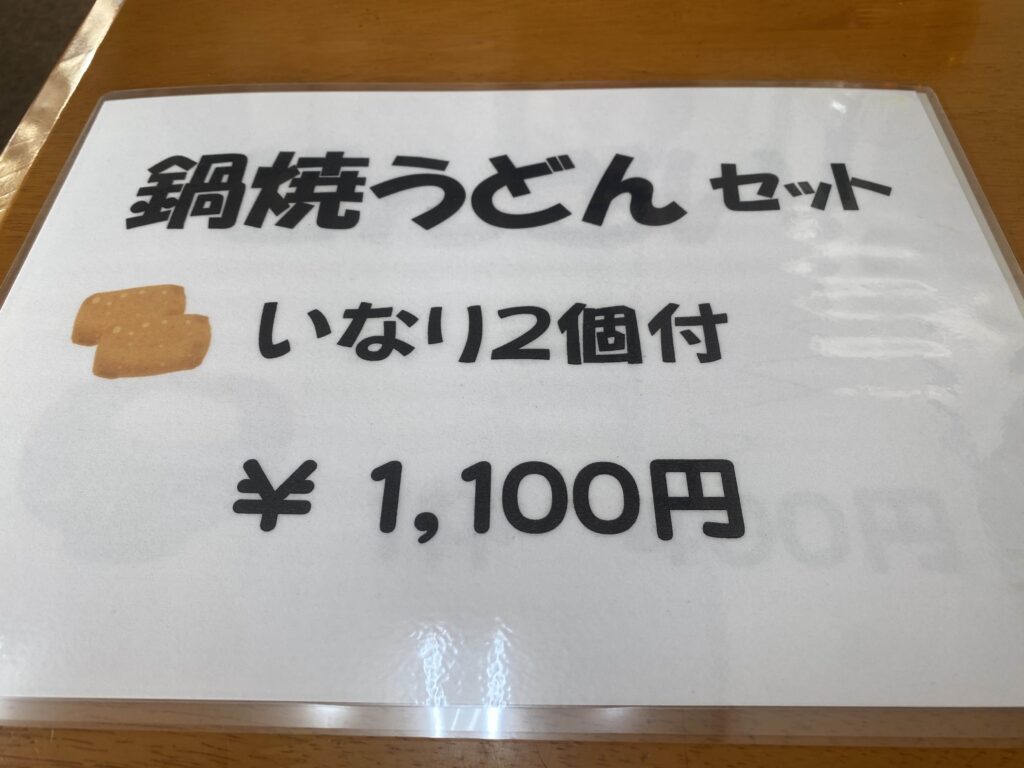 鍋焼うどん セット
いなり2個付
¥ 1,100円